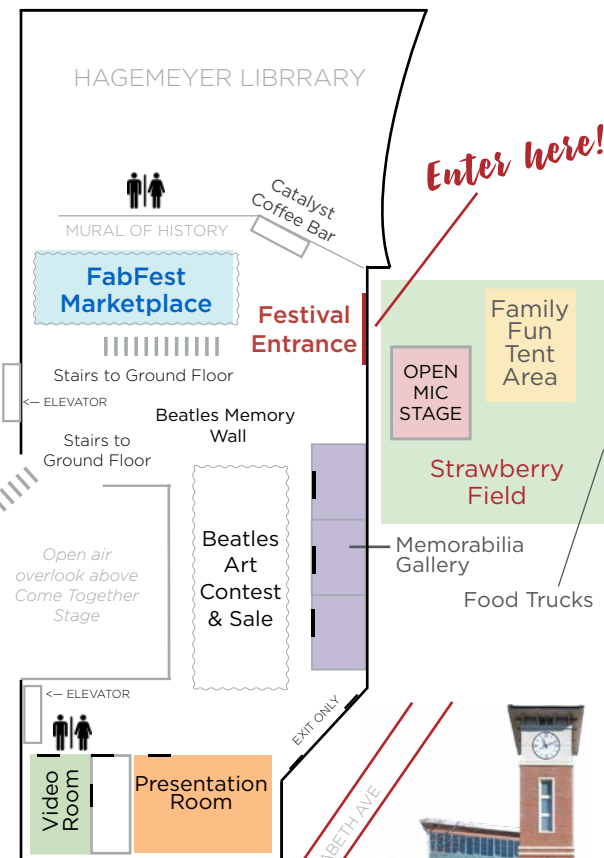 HAGEMEYER LIBRRARY
Enter here!
Catalyst
Coffee Bar
MURAL OF HISTORY
FabFest
Marketplace
Festival
Entrance
Family
Fun
Tent
Area
OPEN
MIC
STAGE
Stairs to Ground Floor
<— ELEVATOR
Beatles Memory
Wall
Stairs to
Ground Floor
Strawberry
Field
Beatles
Art
Contest
& Sale
Memorabilia
Gallery
Open air
overlook above
Come Together
Stage
Food Trucks
<— ELEVATOR
EXIT ONLY
Video
Room
Presentation
Room
ABETH AVE